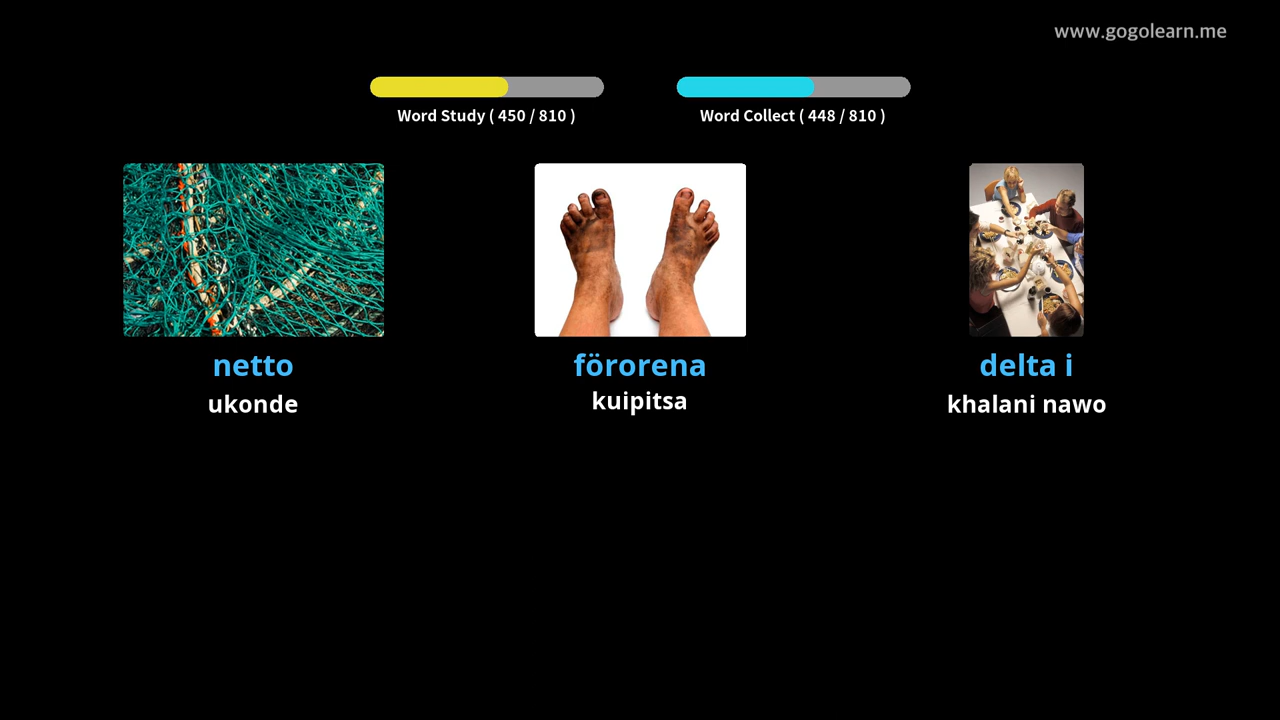 www.gogolearn.me
Word Study ( 450 / 810 )
Word Collect ( 448 / 810 )
netto
ukonde
förorena
kuipitsa
delta i
khalani nawo